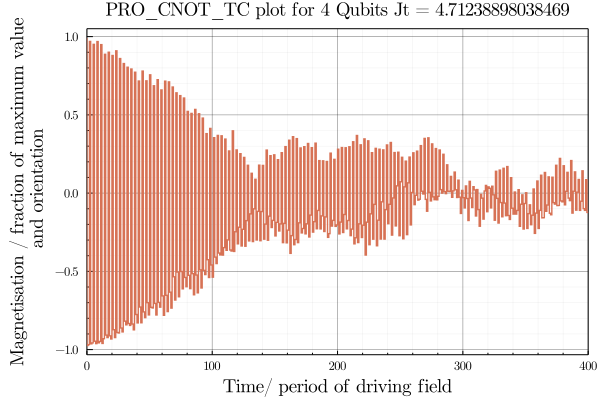 PRO_CNOT_TC plot for 4 Qubits Jt = 4.71238898038469
Magnetisation / fraction of maximum value
and orientation
1.0
0.5
0.0
−0.5
−1.0
0 100 200 300 400
Time/ period of driving field